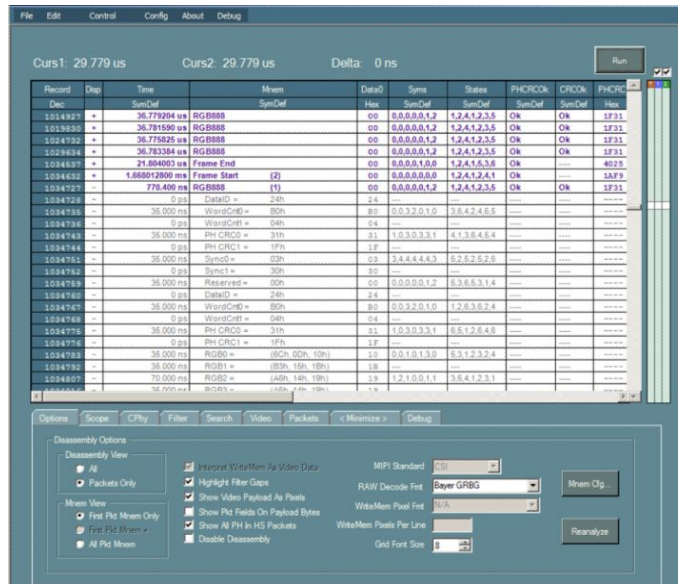 File Edit Control Config About Debug
Curs1: 29.779 us Curs2: 29.779 us Delta: 0 ns Run
Record Disp Time Mnem Data0 Syms States PHCRCOk CRCOk PHCRC
Dec SymDef SymDef Hex SymDef SymDef SymDef SymDef Hex
1014927 + 36.779204 us RGB888 00 0,0,0,0,1,2 1,2,4,1,2,3,5 Ok Ok 1F31
1019830 + 36.781590 us RGB888 00 0,0,0,0,1,2 1,2,4,1,2,3,5 Ok Ok 1F31
1024732 + 36.775825 us RGB888 00 0,0,0,0,1,2 1,2,4,1,2,3,5 Ok Ok 1F31
1029634 + 36.783384 us RGB888 00 0,0,0,0,1,2 1,2,4,1,2,3,5 Ok Ok 1F31
1034537 + 21.804003 us Frame End 00 0,0,0,1,0,0 1,2,4,1,5,3,6 Ok ---- 4025
1034632 + 1.668012800 ms Frame Start (2) 00 0,0,0,0,0,2 1,2,4,1,2,4,1 Ok ---- 1AF9
1034727 - 770.400 ns RGB888 (1) 00 0,0,0,0,1,2 1,2,4,1,2,3,5 Ok Ok 1F31
1034728 - 0 ps DataID = 24h 24 --- --- ---- ---- ----
1034735 - 35.000 ns WordCnt0 = B0h B0 0,0,3,2,0,1,0 3,6,4,2,4,6,5 ---- ---- ----
1034736 - 0 ps WordCnt1 = 04h 04 --- --- ---- ---- ----
1034743 - 35.000 ns PH CRC0 = 31h 31 1,0,3,0,3,3,1 4,1,3,6,4,5,4 ---- ---- ----
1034744 - 0 ps PH CRC1 = 1Fh 1F --- --- ---- ---- ----
1034751 - 35.000 ns Sync0 = 03h 03 3,4,4,4,4,4,3 5,2,5,2,5,2,6 ---- ---- ----
1034752 - 0 ps Sync1 = 30h 30 --- --- ---- ---- ----
1034759 - 35.000 ns Reserved = 00h 00 0,0,0,0,0,1,2 5,3,6,5,3,1,4 ---- ---- ----
1034760 - 0 ps DataID = 24h 24 --- --- ---- ---- ----
1034767 - 35.000 ns WordCnt0 = B0h B0 0,0,3,2,0,1,0 1,2,6,3,6,2,4 ---- ---- ----
1034768 - 0 ps WordCnt1 = 04h 04 --- --- ---- ---- ----
1034775 - 35.000 ns PH CRC0 = 31h 31 1,0,3,0,3,3,1 6,5,1,2,6,4,6 ---- ---- ----
1034776 - 0 ps PH CRC1 = 1Fh 1F --- --- ---- ---- ----
1034783 - 35.000 ns RGB0 = (6Ch, 0Dh, 10h) 10 0,0,1,0,1,3,0 5,3,1,2,3,2,4 ---- ---- ----
1034792 - 35.000 ns RGB1 = (B3h, 15h, 1Bh) 1B --- --- ---- ---- ----
1034807 - 70.000 ns RGB2 = (A6h, 14h, 19h) 19 1,2,1,0,0,1,1 3,5,4,1,2,3,1 ---- ---- ----
35.000 ns RGB3 = (A6h, 14h, 19h)
Options Scope CPhy Filter Search Video Packets < Minimize > Debug
Disassembly Options
Disassembly View
All
Packets Only
Mnem View
First Pkt Mnem Only
First Pkt Mnem +
All Pkt Mnem
Interpret WriteMem As Video Data
Highlight Filter Gaps
Show Video Payload As Pixels
Show Pkt Fields On Payload Bytes
Show All PH In HS Packets
Disable Disassembly
MIPI Standard CSI
RAW Decode Fmt Bayer GRBG
WriteMem Pixel Fmt N/A
WriteMem Pixels Per Line
Grid Font Size 8
Mnem Cfg...
Reanalyze